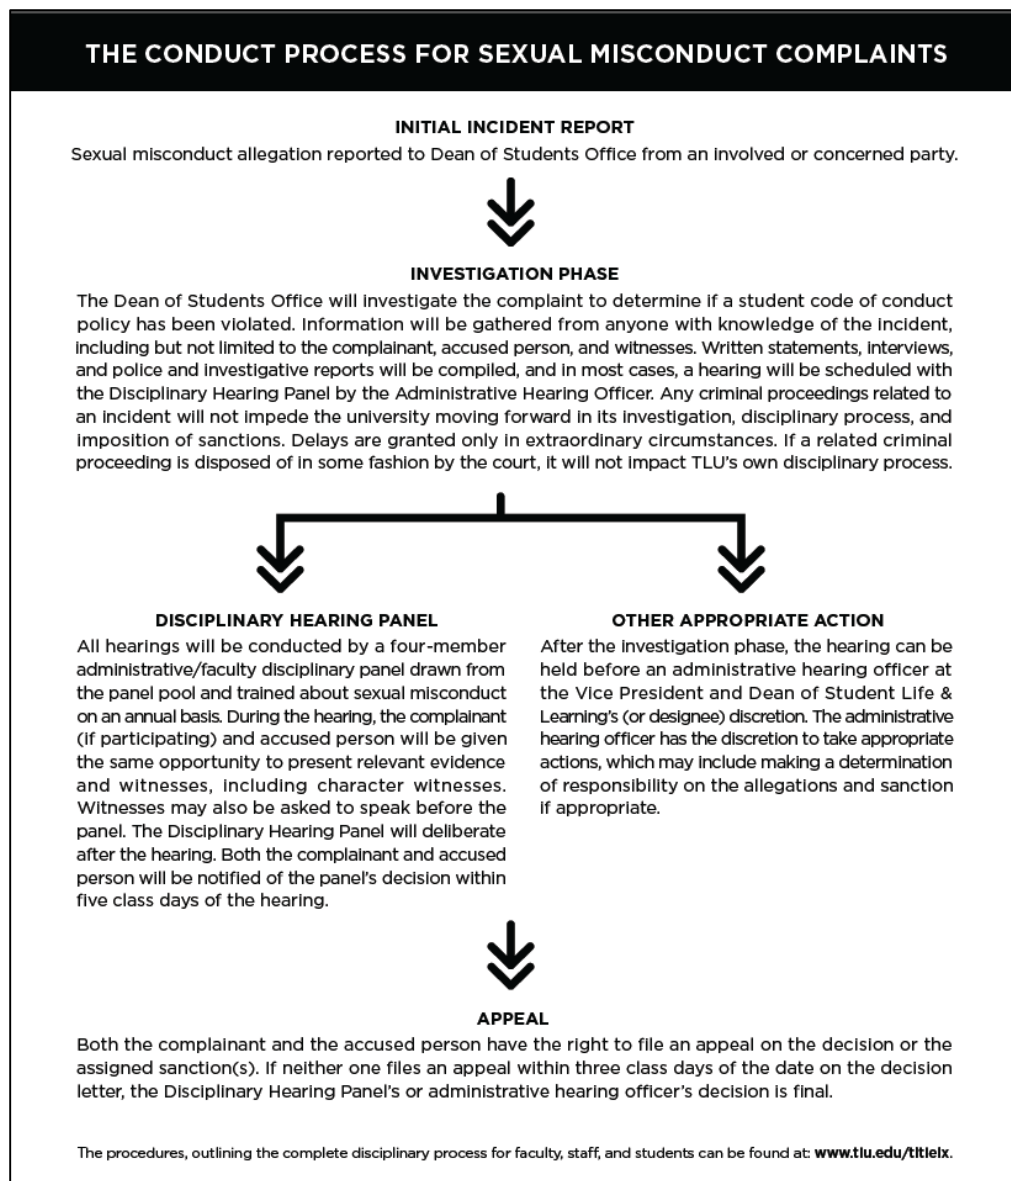 THE CONDUCT PROCESS FOR SEXUAL MISCONDUCT COMPLAINTS
INITIAL INCIDENT REPORT
Sexual misconduct allegation reported to Dean of Students Office from an involved or concerned party.
INVESTIGATION PHASE
The Dean of Students Office will investigate the complaint to determine if a student code of conduct
policy has been violated. Information will be gathered from anyone with knowledge of the incident,
including but not limited to the complainant, accused person, and witnesses. Written statements, interviews,
and police and investigative reports will be compiled, and in most cases, a hearing will be scheduled with
the Disciplinary Hearing Panel by the Administrative Hearing Officer. Any criminal proceedings related to
an incident will not impede the university moving forward in its investigation, disciplinary process, and
imposition of sanctions. Delays are granted only in extraordinary circumstances. If a related criminal
proceeding is disposed of in some fashion by the court, it will not impact TLU's own disciplinary process.
DISCIPLINARY HEARING PANEL
All hearings will be conducted by a four-member
administrative/faculty disciplinary panel drawn from
the panel pool and trained about sexual misconduct
on an annual basis. During the hearing, the complainant
(if participating) and accused person will be given
the same opportunity to present relevant evidence
and witnesses, including character witnesses.
Witnesses may also be asked to speak before the
panel. The Disciplinary Hearing Panel will deliberate
after the hearing. Both the complainant and accused
person will be notified of the panel's decision within
five class days of the hearing.
OTHER APPROPRIATE ACTION
After the investigation phase, the hearing can be
held before an administrative hearing officer at
the Vice President and Dean of Student Life &
Learning's (or designee) discretion. The administrative
hearing officer has the discretion to take appropriate
actions, which may include making a determination
of responsibility on the allegations and sanction
if appropriate.
APPEAL
Both the complainant and the accused person have the right to file an appeal on the decision or the
assigned sanction(s). If neither one files an appeal within three class days of the date on the decision
letter, the Disciplinary Hearing Panel's or administrative hearing officer's decision is final.
The procedures, outlining the complete disciplinary process for faculty, staff, and students can be found at: www.tlu.edu/titleix.